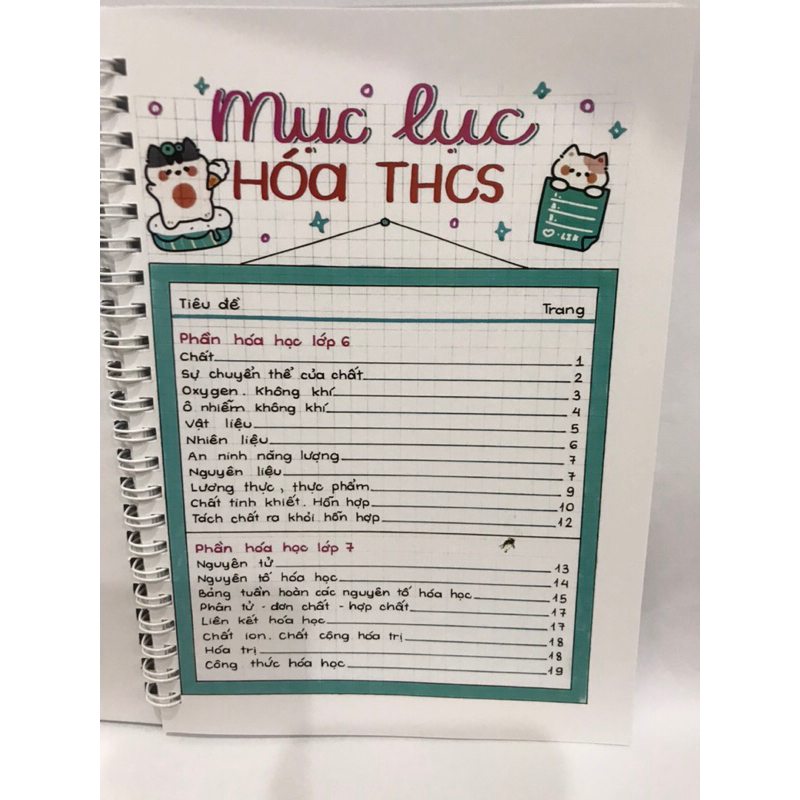 Mục lục
HÓA THCS
1.
2.
3.
Tiêu đề Trang
Phần hóa học lớp 6
Chất 1
Sự chuyển thể của chất 2
Oxygen. Không khí 3
Ô nhiễm không khí 4
Vật liệu 5
Nhiên liệu 6
An ninh năng lượng 7
Nguyên liệu 7
Lương thực, thực phẩm 9
Chất tinh khiết. Hỗn hợp 10
Tách chất ra khỏi hỗn hợp 12
Phần hóa học lớp 7
Nguyên tử 13
Nguyên tố hóa học 14
Bảng tuần hoàn các nguyên tố hóa học 15
Phân tử - đơn chất - hợp chất 17
Liên kết hóa học 17
Chất ion. Chất cộng hóa trị 18
Hóa trị 18
Công thức hóa học 19